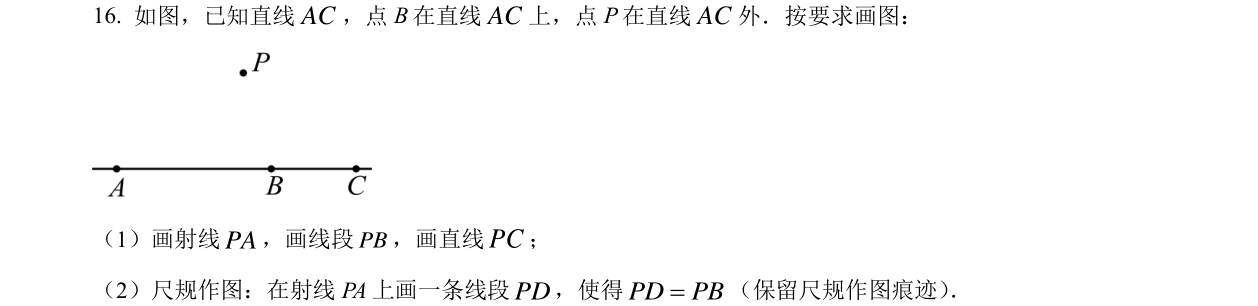 16. 如图，已知直线 AC，点 B 在直线 AC 上，点 P 在直线 AC 外．按要求画图：
P
A B C
（1）画射线 PA，画线段 PB，画直线 PC；
（2）尺规作图：在射线 PA 上画一条线段 PD，使得 PD = PB（保留尺规作图痕迹）．